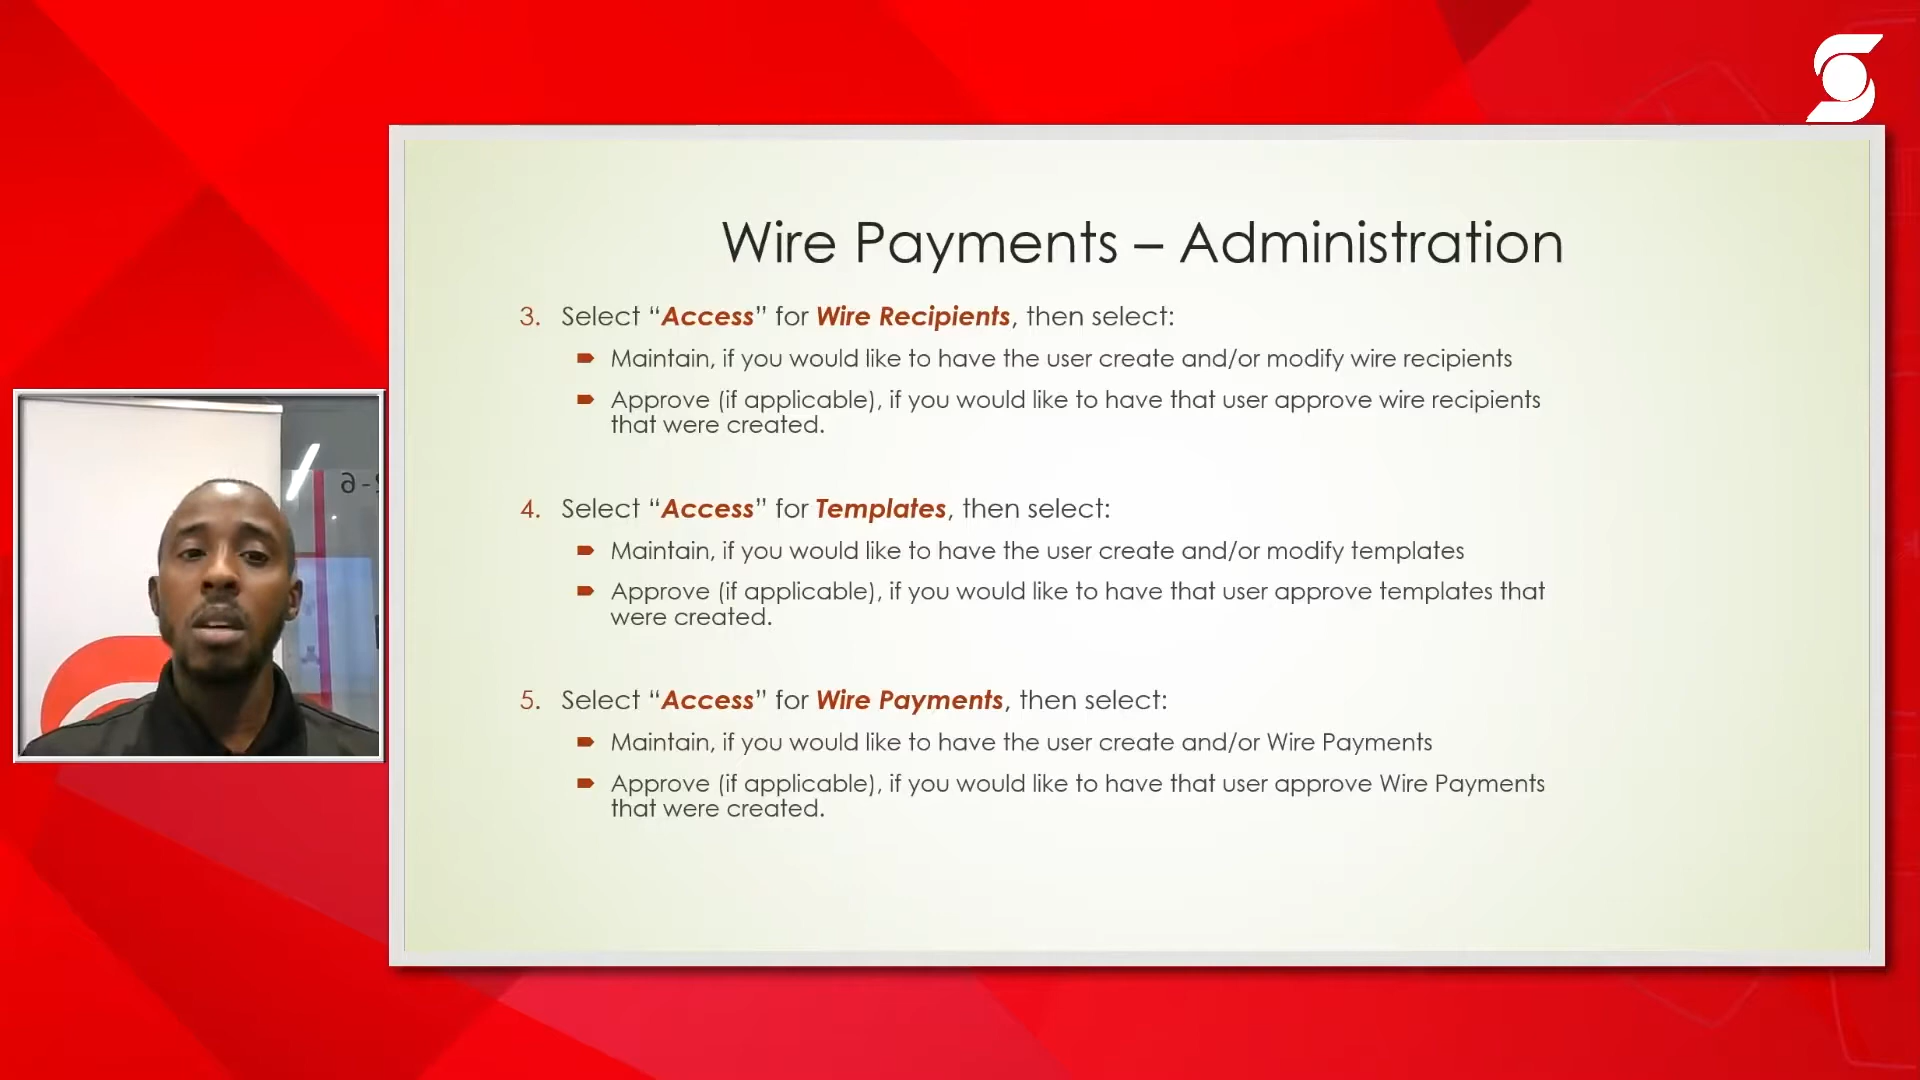 Wire Payments – Administration
3. Select “Access” for Wire Recipients, then select:
Maintain, if you would like to have the user create and/or modify wire recipients
Approve (if applicable), if you would like to have that user approve wire recipients
that were created.
4. Select “Access” for Templates, then select:
Maintain, if you would like to have the user create and/or modify templates
Approve (if applicable), if you would like to have that user approve templates that
were created.
5. Select “Access” for Wire Payments, then select:
Maintain, if you would like to have the user create and/or Wire Payments
Approve (if applicable), if you would like to have that user approve Wire Payments
that were created.